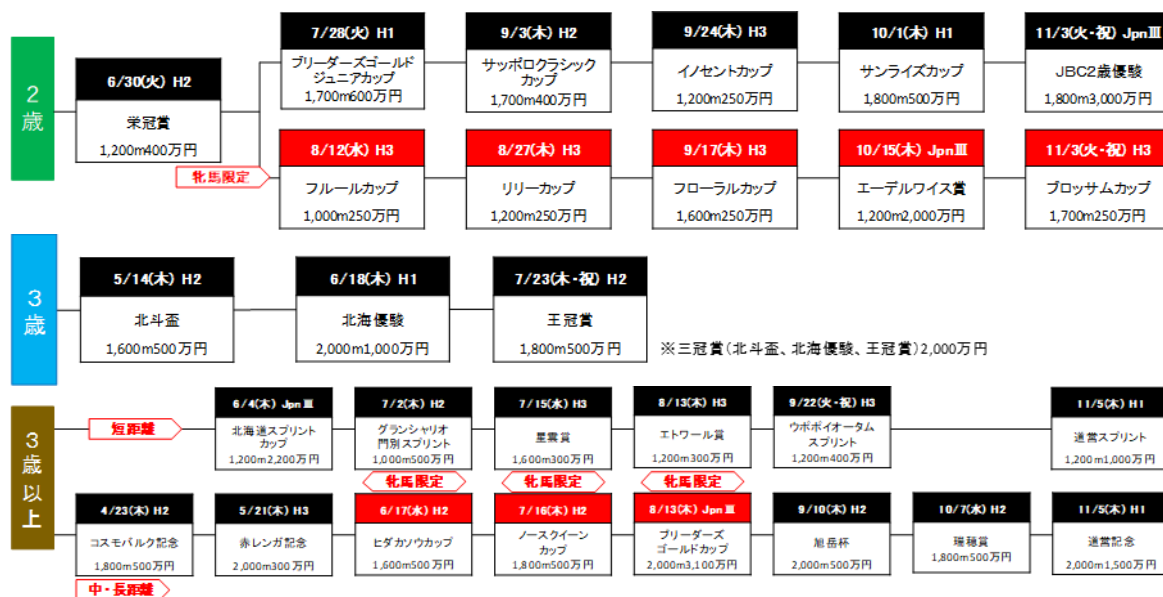 2歳
6/30(火) H2
栄冠賞
1,200m400万円
7/28(火) H1
ブリーダーズゴールド
ジュニアカップ
1,700m600万円
9/3(木) H2
サッポロクラシック
カップ
1,700m400万円
9/24(木) H3
イノセントカップ
1,200m250万円
10/1(木) H1
サンライズカップ
1,800m500万円
11/3(火・祝) JpnⅢ
JBC2歳優駿
1,800m3,000万円
牝馬限定
8/12(水) H3
フルールカップ
1,000m250万円
8/27(木) H3
リリーカップ
1,200m250万円
9/17(木) H3
フローラルカップ
1,600m250万円
10/15(木) JpnⅢ
エーデルワイス賞
1,200m2,000万円
11/3(火・祝) H3
ブロッサムカップ
1,700m250万円
3歳
5/14(木) H2
北斗盃
1,600m500万円
6/18(木) H1
北海優駿
2,000m1,000万円
7/23(木・祝) H2
王冠賞
1,800m500万円
※三冠賞(北斗盃、北海優駿、王冠賞)2,000万円
3歳以上
短距離
6/4(木) JpnⅢ
北海道スプリント
カップ
1,200m2,200万円
7/2(木) H2
グランシャリオ
門別スプリント
1,000m500万円
7/15(水) H3
星雲賞
1,600m300万円
8/13(木) H3
エトワール賞
1,200m300万円
9/22(火・祝) H3
ウポポイオータム
スプリント
1,200m400万円
11/5(木) H1
道営スプリント
1,200m1,000万円
牝馬限定
牝馬限定
牝馬限定
4/23(木) H2
コスモバルク記念
1,800m500万円
5/21(木) H3
赤レンガ記念
2,000m300万円
6/17(水) H2
ヒダカソウカップ
1,600m500万円
7/16(木) H2
ノースクイーン
カップ
1,800m500万円
8/13(木) JpnⅢ
ブリーダーズ
ゴールドカップ
2,000m3,100万円
9/10(木) H2
旭岳杯
2,000m500万円
10/7(水) H2
瑞穂賞
1,800m500万円
11/5(木) H1
道営記念
2,000m1,500万円
中・長距離